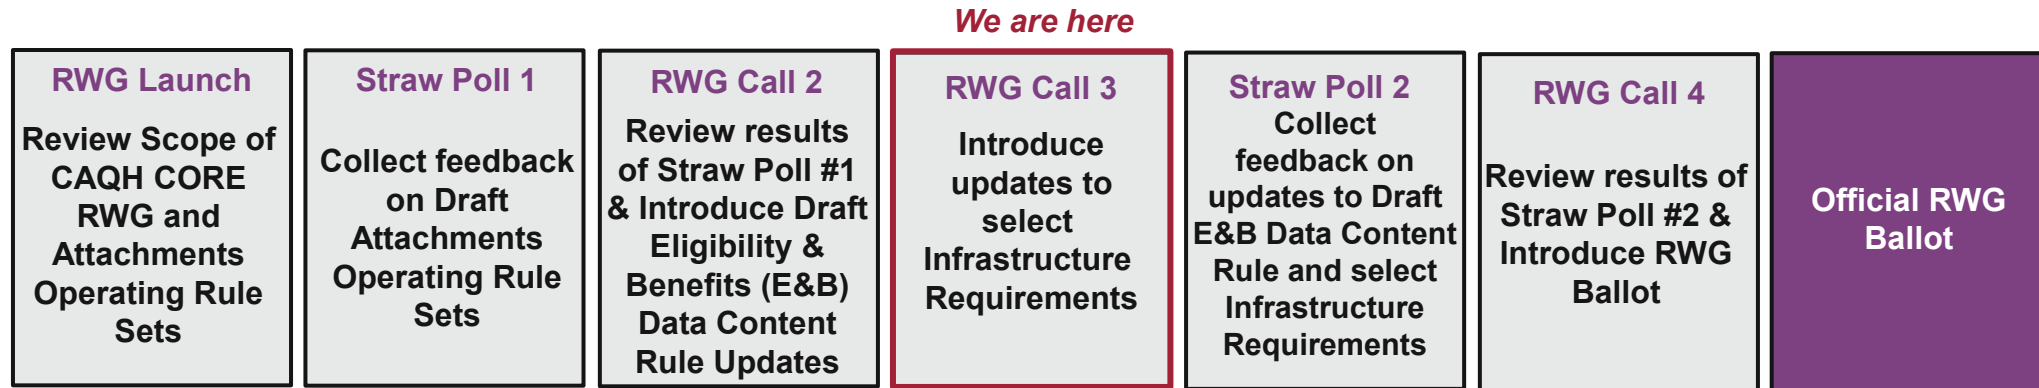 We are here
RWG Launch
Review Scope of
CAQH CORE
RWG and
Attachments
Operating Rule
Sets
Straw Poll 1
Collect feedback
on Draft
Attachments
Operating Rule
Sets
RWG Call 2
Review results
of Straw Poll #1
& Introduce Draft
Eligibility &
Benefits (E&B)
Data Content
Rule Updates
RWG Call 3
Introduce
updates to
select
Infrastructure
Requirements
Straw Poll 2
Collect
feedback on
updates to Draft
E&B Data Content
Rule and select
Infrastructure
Requirements
RWG Call 4
Review results of
Straw Poll #2 &
Introduce RWG
Ballot
Official RWG
Ballot